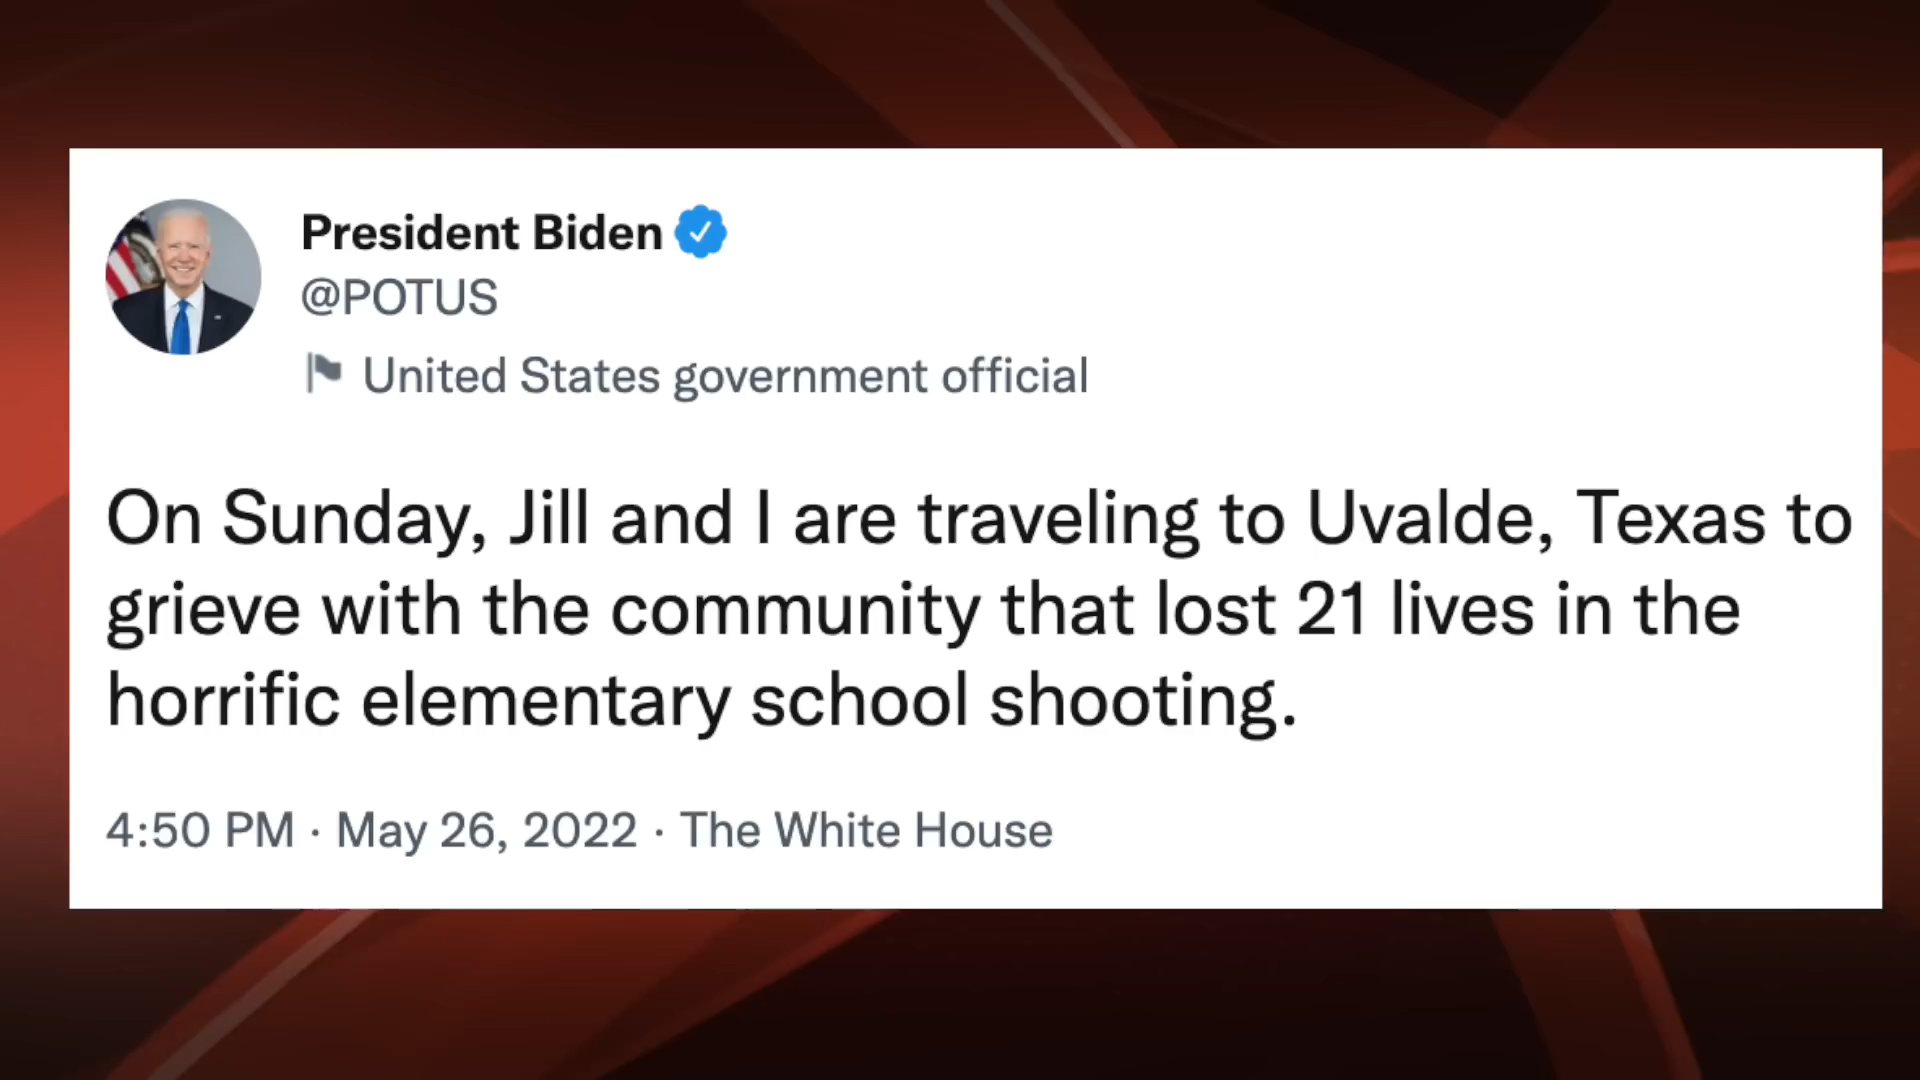 President Biden
@POTUS
United States government official
On Sunday, Jill and I are traveling to Uvalde, Texas to
grieve with the community that lost 21 lives in the
horrific elementary school shooting.
4:50 PM · May 26, 2022 · The White House